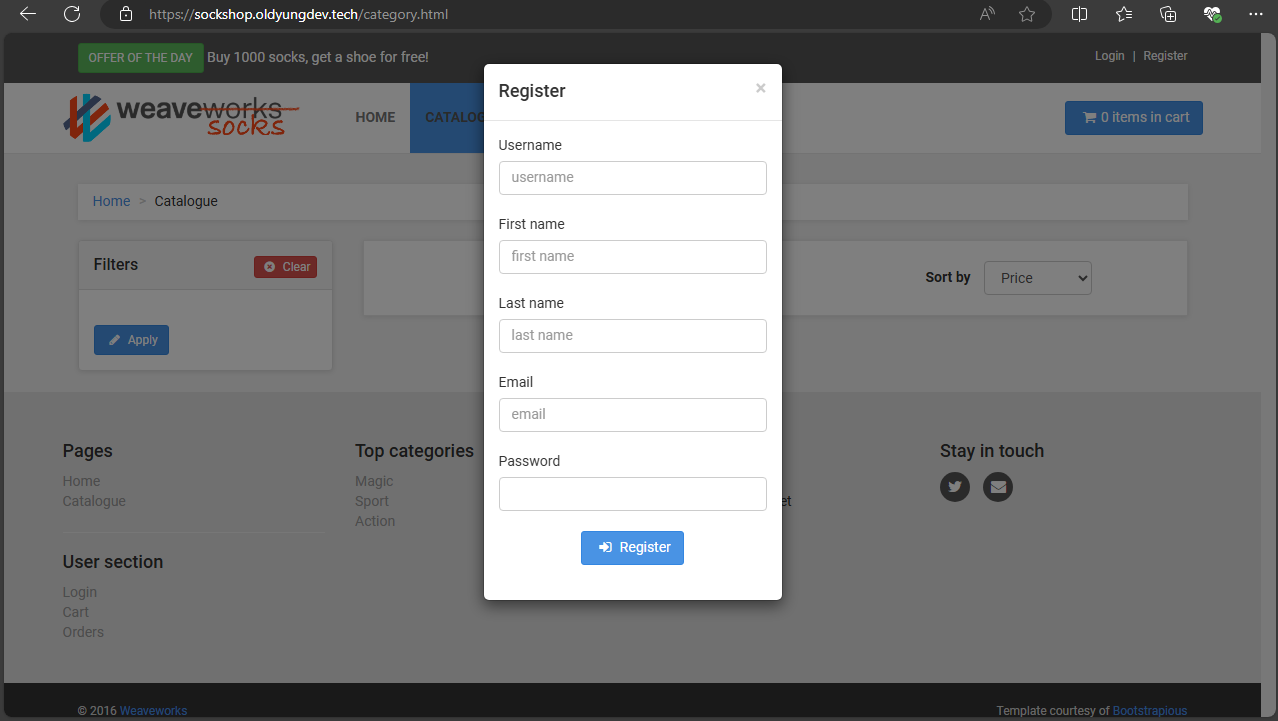 https://sockshop.oldyungdev.tech/category.html
OFFER OF THE DAY Buy 1000 socks, get a shoe for free!
Login | Register
weaveworks
socks
HOME
CATALOG
0 items in cart
Home > Catalogue
Filters
Clear
Apply
Sort by
Price
Register
×
Username
username
First name
first name
Last name
last name
Email
email
Password
Register
Pages
Home
Catalogue
User section
Login
Cart
Orders
Top categories
Magic
Sport
Action
et
Stay in touch
© 2016 Weaveworks
Template courtesy of Bootstrapious